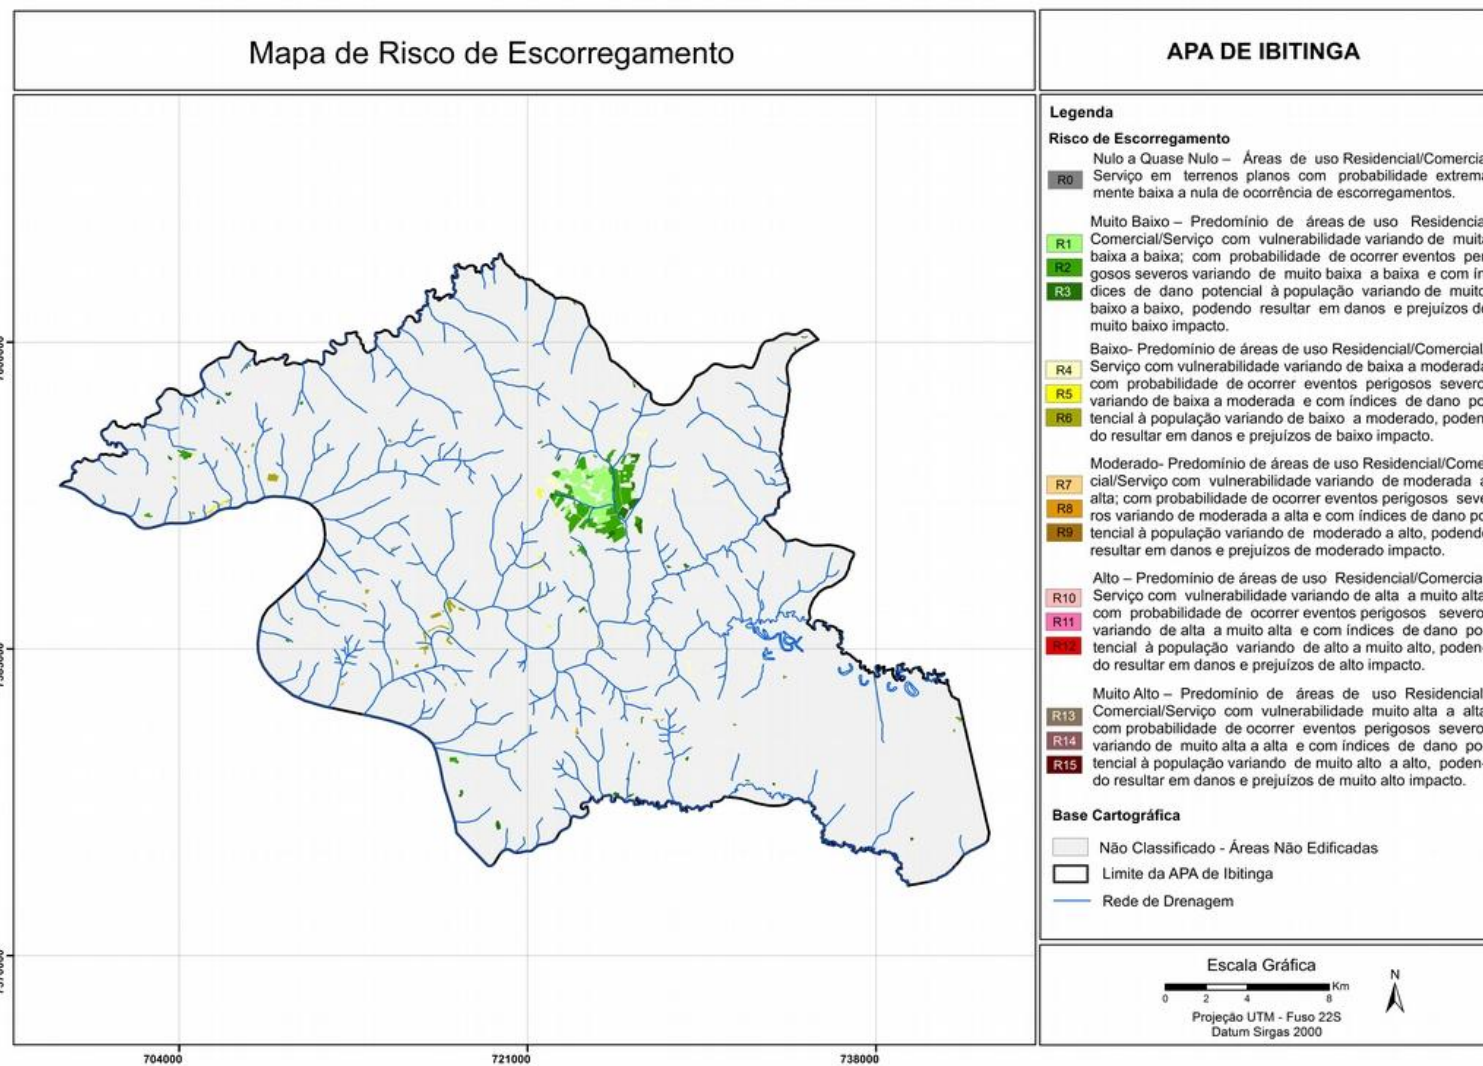 Mapa de Risco de Escorregamento
APA DE IBITINGA
Legenda
Risco de Escorregamento
Nulo a Quase Nulo – Áreas de uso Residencial/Comercia
R0 Serviço em terrenos planos com probabilidade extrema
mente baixa a nula de ocorrência de escorregamentos.
Muito Baixo – Predomínio de áreas de uso Residencia
R1 Comercial/Serviço com vulnerabilidade variando de muit
baixa a baixa; com probabilidade de ocorrer eventos per
R2 gosos severos variando de muito baixa a baixa e com ín
R3 dices de dano potencial à população variando de muito
baixo a baixo, podendo resultar em danos e prejuízos d
muito baixo impacto.
Baixo- Predomínio de áreas de uso Residencial/Comercial
R4 Serviço com vulnerabilidade variando de baixa a moderada
com probabilidade de ocorrer eventos perigosos severo
R5 variando de baixa a moderada e com índices de dano po
R6 tencial à população variando de baixo a moderado, poden
do resultar em danos e prejuízos de baixo impacto.
Moderado- Predomínio de áreas de uso Residencial/Come
R7 cial/Serviço com vulnerabilidade variando de moderada a
alta; com probabilidade de ocorrer eventos perigosos seve
R8 ros variando de moderada a alta e com índices de dano po
R9 tencial à população variando de moderado a alto, podend
resultar em danos e prejuízos de moderado impacto.
Alto – Predomínio de áreas de uso Residencial/Comercia
R10 Serviço com vulnerabilidade variando de alta a muito alta
com probabilidade de ocorrer eventos perigosos severo
R11 variando de alta a muito alta e com índices de dano po
R12 tencial à população variando de alto a muito alto, poden
do resultar em danos e prejuízos de alto impacto.
Muito Alto – Predomínio de áreas de uso Residencial
R13 Comercial/Serviço com vulnerabilidade muito alta a alta
com probabilidade de ocorrer eventos perigosos severo
R14 variando de muito alta a alta e com índices de dano po
R15 tencial à população variando de muito alto a alto, poden-
do resultar em danos e prejuízos de muito alto impacto.
Base Cartográfica
Não Classificado - Áreas Não Edificadas
Limite da APA de Ibitinga
Rede de Drenagem
Escala Gráfica
Km
0 2 4 8
N
Projeção UTM - Fuso 22S
Datum Sirgas 2000
704000 721000 738000